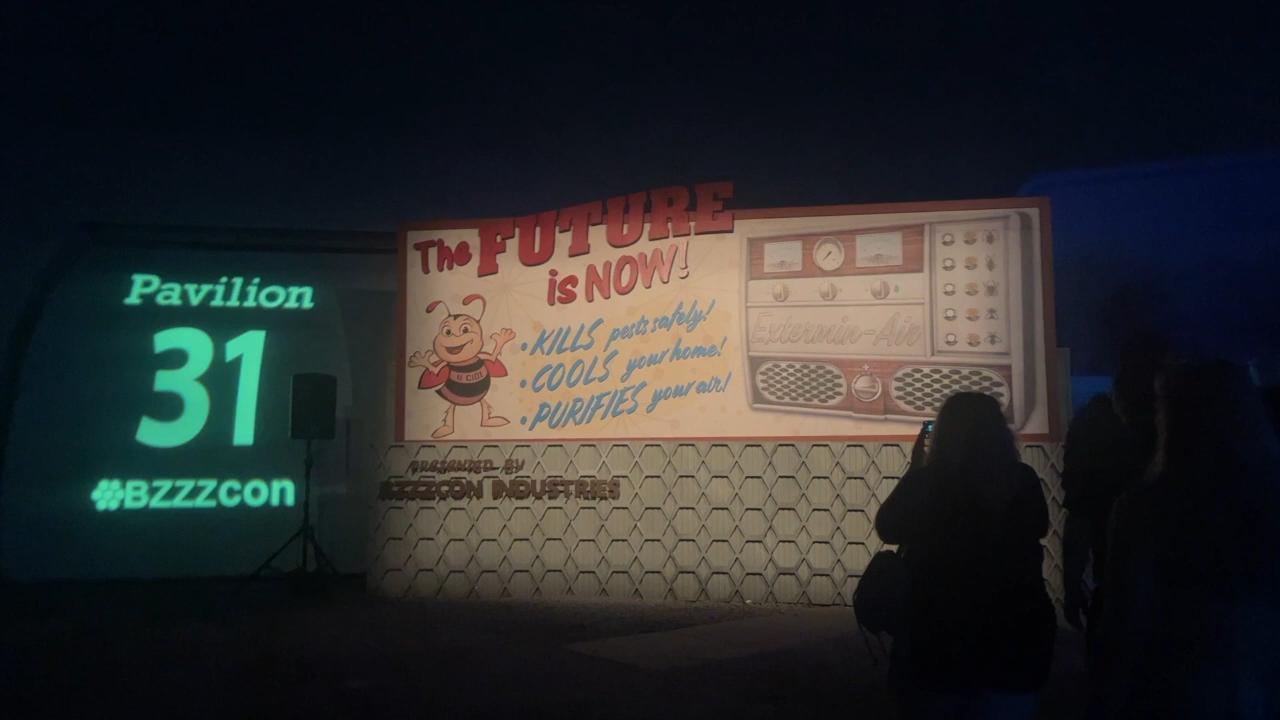 Pavilion
31
BZZZcon
The FUTURE
is NOW!
• KILLS pests safely!
• COOLS your home!
• PURIFIES your air!
Extermin-Air
PRESENTED BY
BZZZCON INDUSTRIES